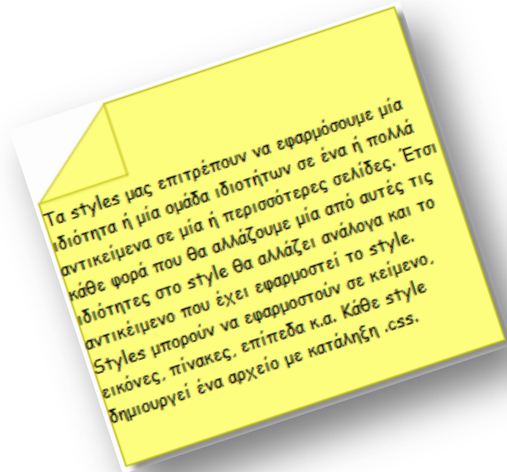 Τα styles μας επιτρέπουν να εφαρμόσουμε μία
ιδιότητα ή μία ομάδα ιδιοτήτων σε ένα ή πολλά
αντικείμενα σε μία ή περισσότερες σελίδες. Έτσι
κάθε φορά που θα αλλάζουμε μία από αυτές τις
ιδιότητες στο style θα αλλάζει ανάλογα και το
αντικέιμενο που έχει εφαρμοστεί το style.
Styles μπορούν να εφαρμοστούν σε κείμενο,
εικόνες, πίνακες, επίπεδα κ.α. Κάθε style
δημιουργεί ένα αρχείο με κατάληξη .css.